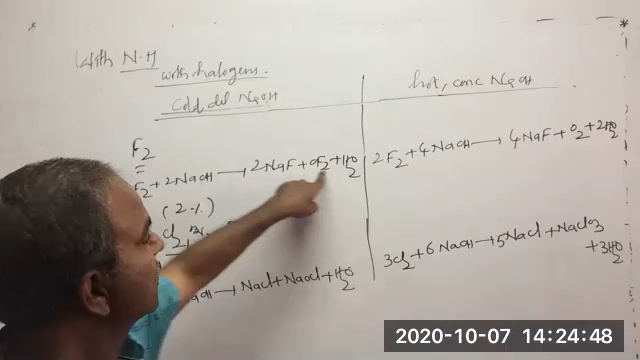 With N.H
with halogens.
Cold dil NaOH
hot, conc NaOH
F2
F2 + 2NaOH → 2NaF + OF2 + H2O
(2%)
2F2 + 4NaOH → 4NaF + O2 + 2H2O
Cl2
→ NaCl + NaOCl + H2O
3Cl2 + 6NaOH → 5NaCl + NaClO3
+ 3H2O
2020-10-07 14:24:48